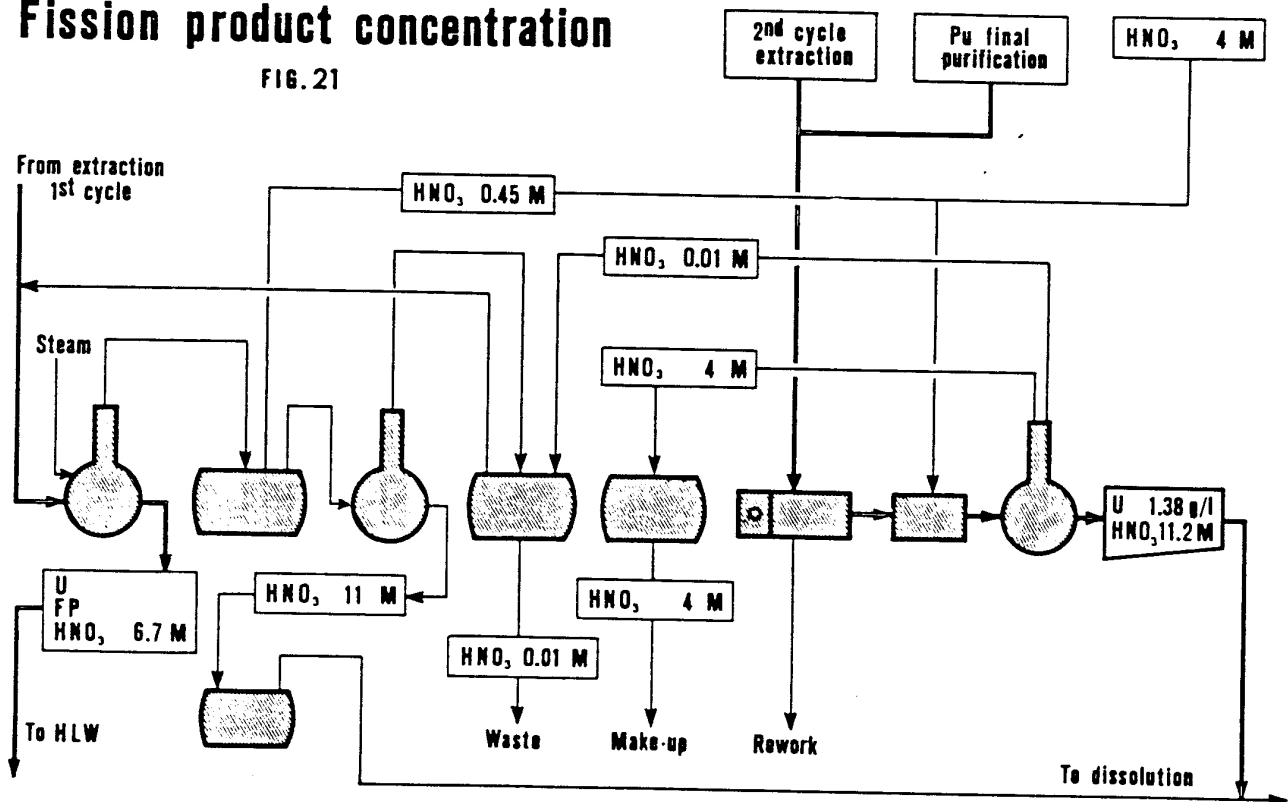 Fission product concentration
FIG.21
2nd cycle
extraction
Pu final
purification
HNO₃ 4 M
From extraction
1st cycle
HNO₃ 0.45 M
HNO₃ 0.01 M
Steam
HNO₃ 4 M
U 1.38 g/l
HNO₃ 11.2 M
U
FP
HNO₃ 6.7 M
HNO₃ 11 M
HNO₃ 4 M
HNO₃ 0.01 M
To HLW
Waste
Make-up
Rework
To dissolution